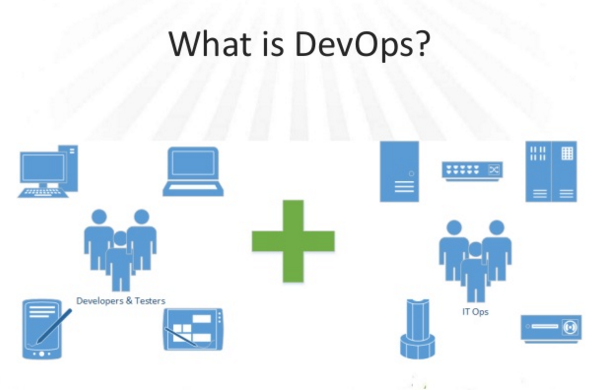 What is DevOps?
Developers & Testers
IT Ops